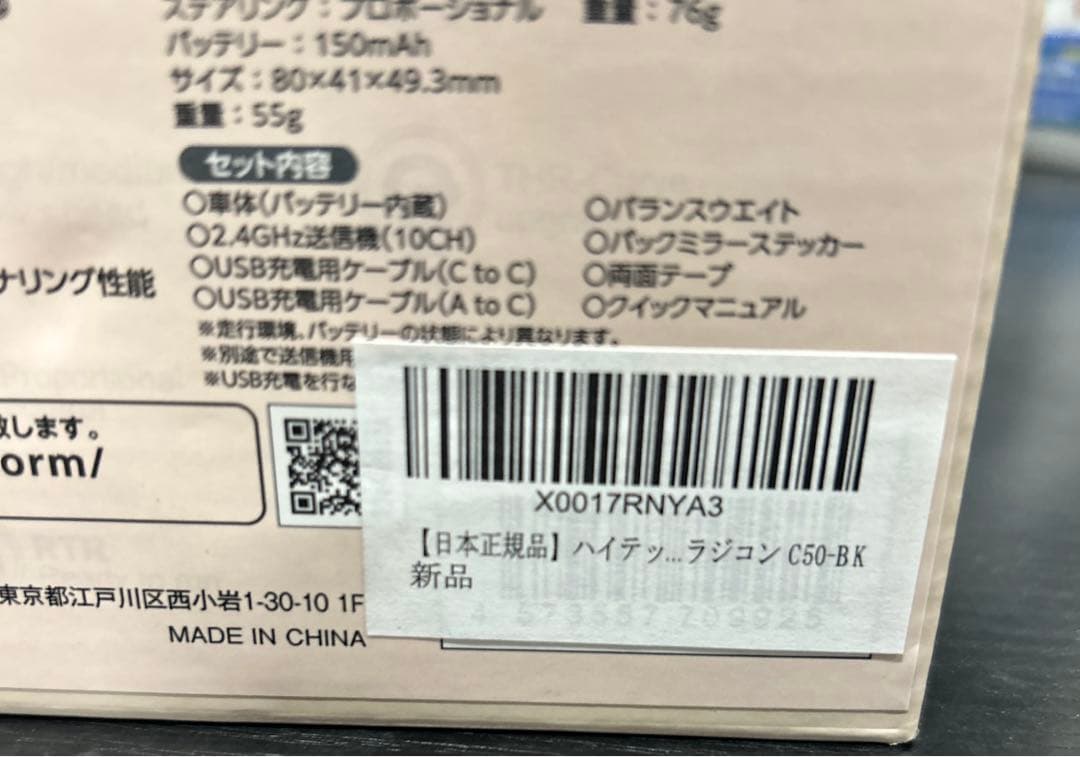 ステアリング：プロポーショナル 重量：76g
バッテリー：150mAh
サイズ：80×41×49.3mm
重量：55g
セット内容
○車体(バッテリー内蔵)
○2.4GHz送信機(10CH)
○USB充電用ケーブル(C to C)
○USB充電用ケーブル(A to C)
○バランスウエイト
○バックミラーステッカー
○両面テープ
○クイックマニュアル
※走行環境、バッテリーの状態により異なります。
※別途で送信機用
※USB充電を行な
ナリング性能
致します。
orm/
X0017RNYA3
【日本正規品】ハイテッ...ラジコン C50-BK
新品
東京都江戸川区西小岩1-30-10 1F
MADE IN CHINA
4 573557 700925